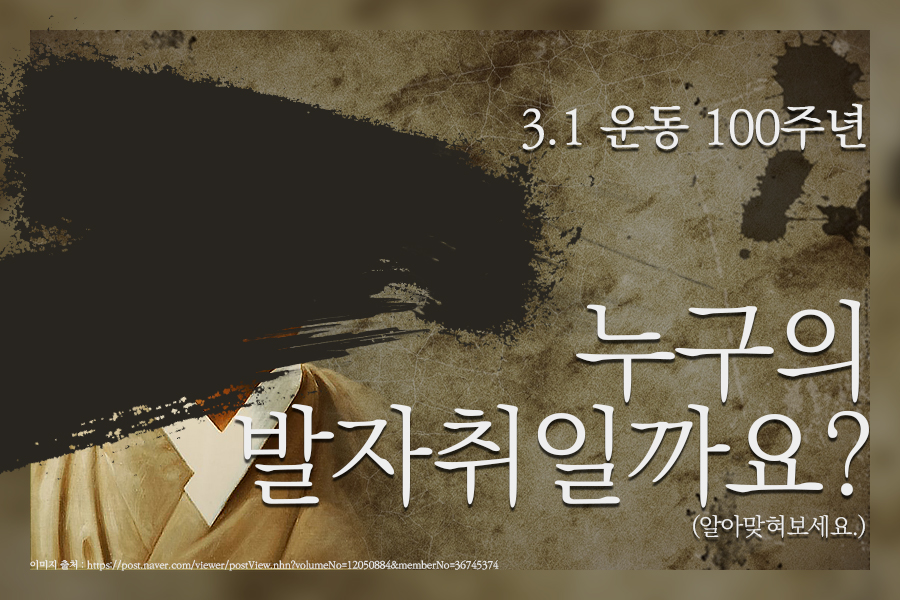 3.1 운동 100주년
누구의
발자취일까요?
(알아맞혀보세요.)
이미지 출처 : https://post.naver.com/viewer/postView.nhn?volumeNo=12050884&memberNo=36745374